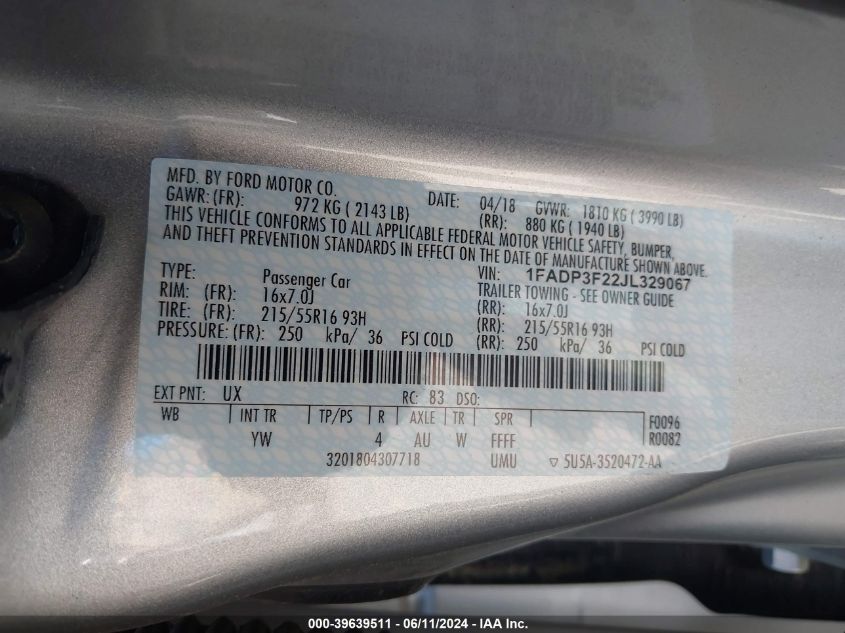 MFD. BY FORD MOTOR CO. DATE: 04/18 GVWR: 1810 KG ( 3990 LB)
GAWR: (FR): 972 KG ( 2143 LB) (RR): 880 KG ( 1940 LB)
THIS VEHICLE CONFORMS TO ALL APPLICABLE FEDERAL MOTOR VEHICLE SAFETY, BUMPER,
AND THEFT PREVENTION STANDARDS IN EFFECT ON THE DATE OF MANUFACTURE SHOWN ABOVE.
VIN: 1FADP3F22JL329067
TYPE: Passenger Car TRAILER TOWING - SEE OWNER GUIDE
RIM: (FR): 16x7.0J (RR): 16x7.0J
TIRE: (FR): 215/55R16 93H (RR): 215/55R16 93H
PRESSURE: (FR): 250 kPa/ 36 PSI COLD (RR): 250 kPa/ 36 PSI COLD
EXT PNT: UX RC: 83 DSO:
WB INT TR TP/PS R AXLE TR SPR F0096
YW 4 AU W FFFF R0082
3201804307718 UMU ▽ 5U5A-3520472-AA
000-39639511 - 06/11/2024 - IAA Inc.